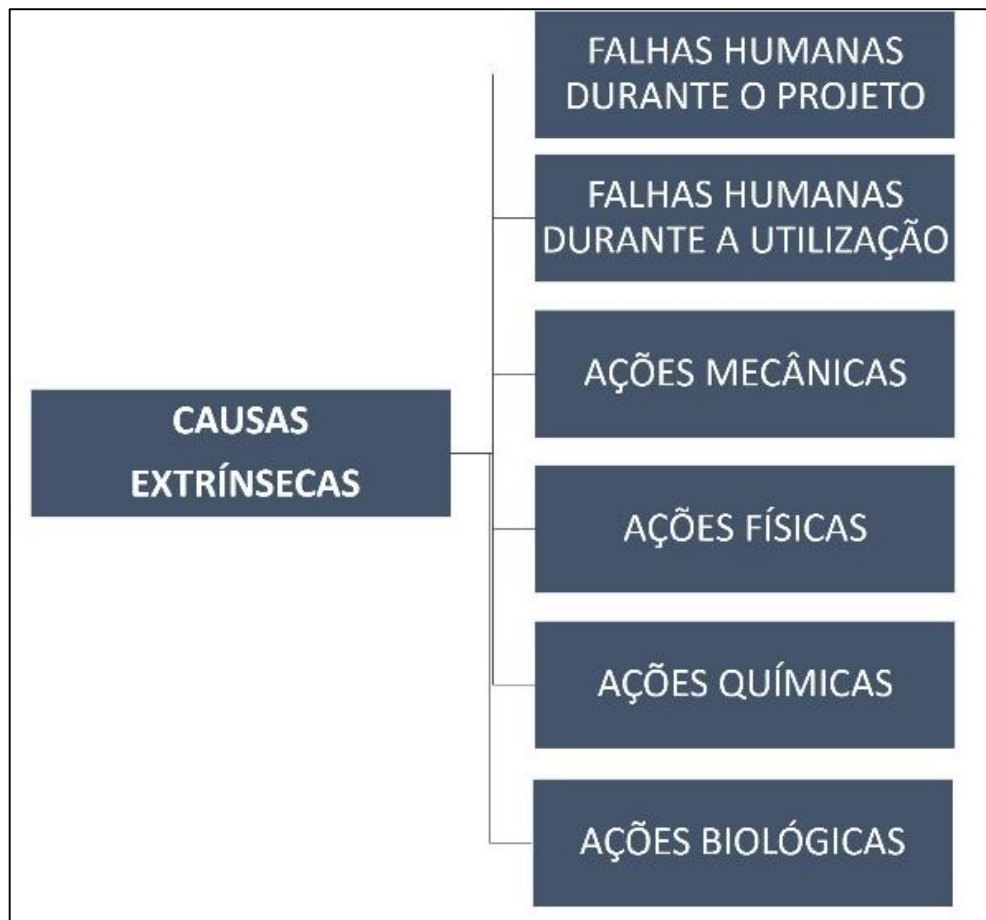 FALHAS HUMANAS
DURANTE O PROJETO
FALHAS HUMANAS
DURANTE A UTILIZAÇÃO
AÇÕES MECÂNICAS
CAUSAS
EXTRÍNSECAS
AÇÕES FÍSICAS
AÇÕES QUÍMICAS
AÇÕES BIOLÓGICAS